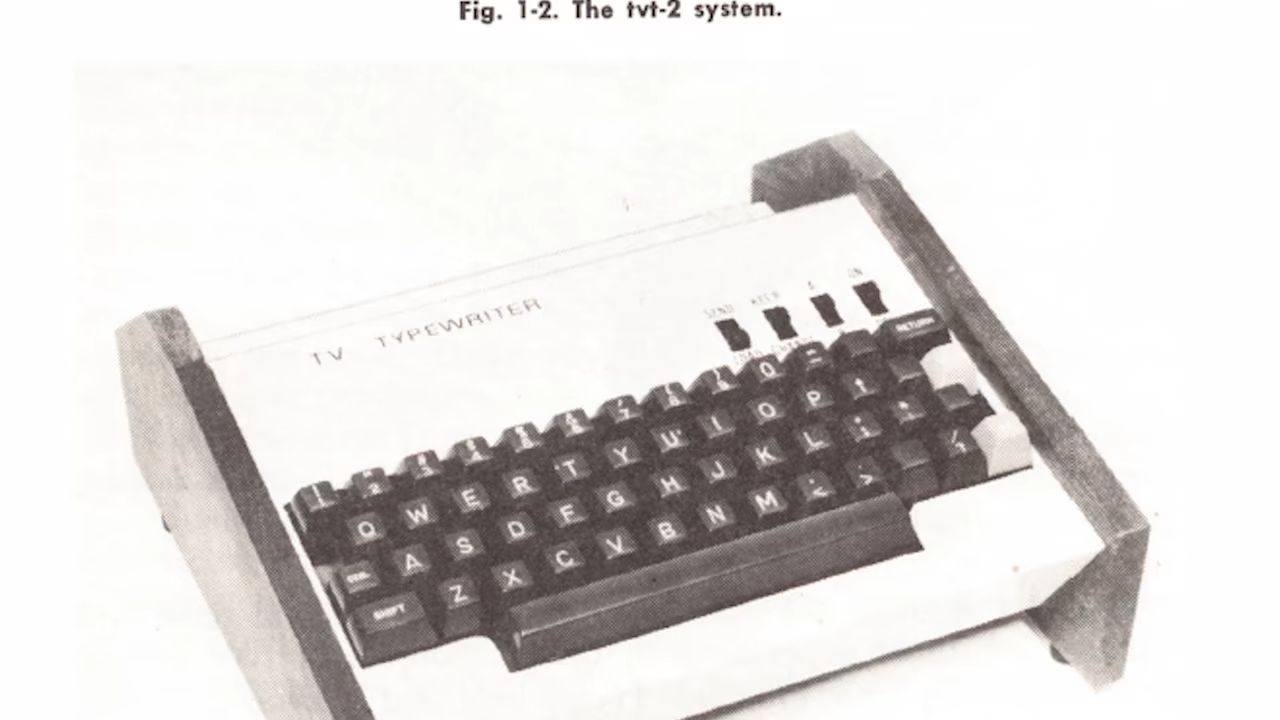 Fig. 1-2. The tvt-2 system.
TV TYPEWRITER
SEND KEEP ON
RETURN
Q W E R T Y U I O P
A S D F G H J K L ;
SHIFT Z X C V B N M < >